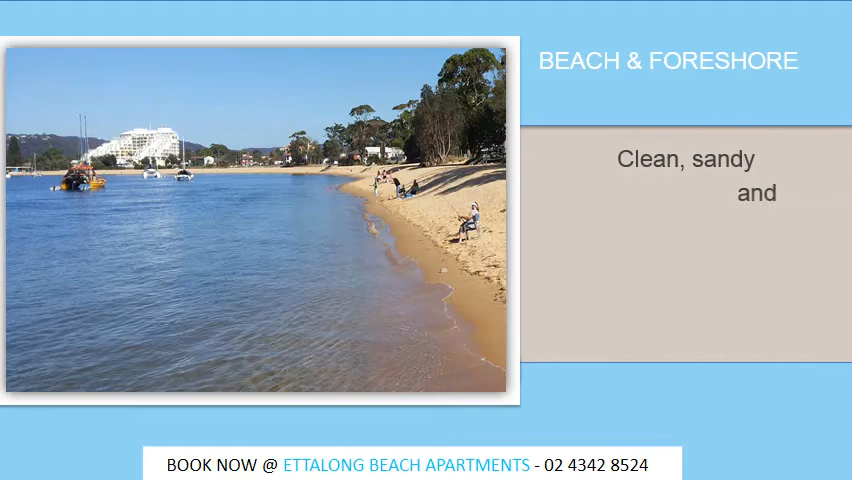 BEACH & FORESHORE
Clean, sandy
and
BOOK NOW @ ETTALONG BEACH APARTMENTS - 02 4342 8524